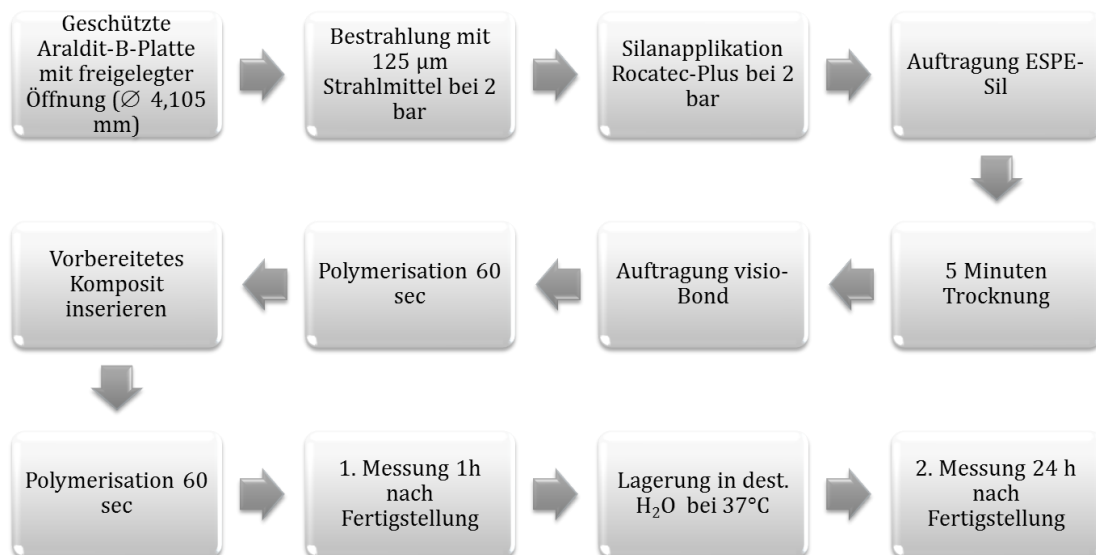 Geschützte
Araldit-B-Platte
mit freigelegter
Öffnung (∅ 4,105
mm)
Bestrahlung mit
125 µm
Strahlmittel bei 2
bar
Silanapplikation
Rocatec-Plus bei 2
bar
Auftragung ESPE-
Sil
5 Minuten
Trocknung
Auftragung visio-
Bond
Polymerisation 60
sec
Vorbereitetes
Komposit
inserieren
Polymerisation 60
sec
1. Messung 1h
nach
Fertigstellung
Lagerung in dest.
H₂O bei 37°C
2. Messung 24 h
nach
Fertigstellung